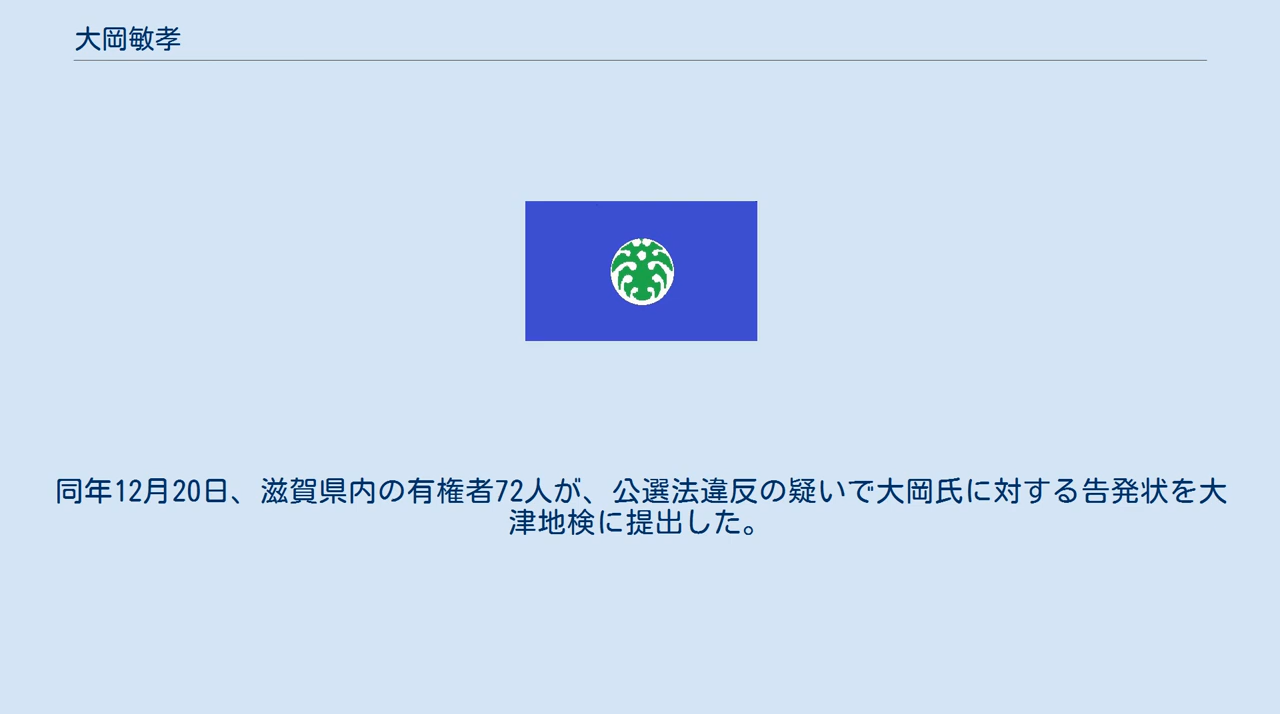 大岡敏孝
同年12月20日、滋賀県内の有権者72人が、公選法違反の疑いで大岡氏に対する告発状を大
津地検に提出した。